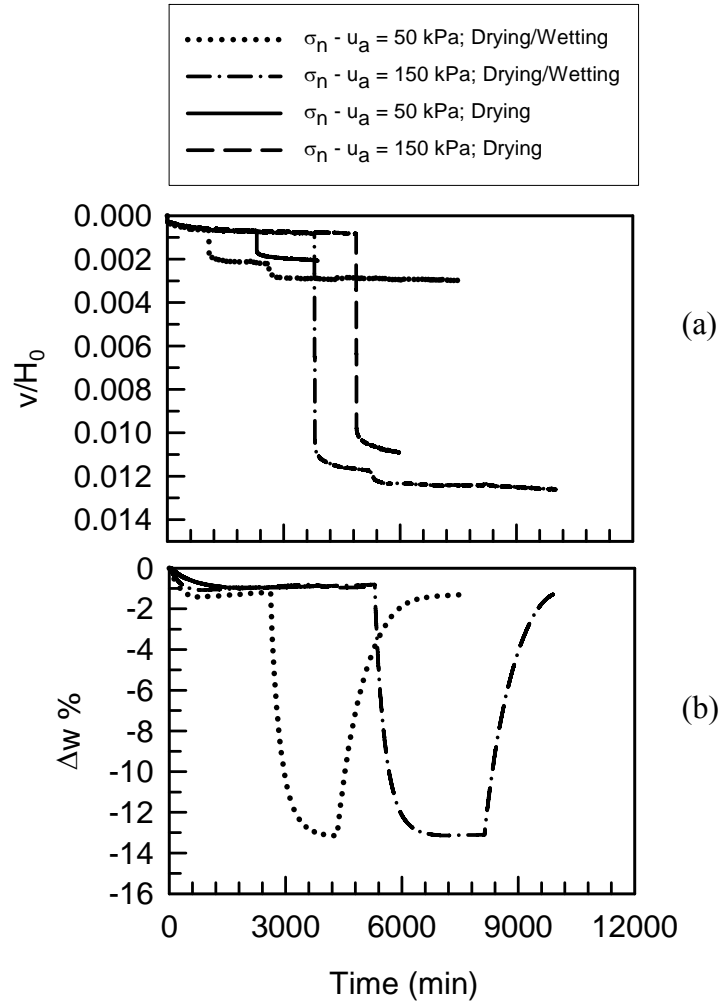 σn - ua = 50 kPa; Drying/Wetting
σn - ua = 150 kPa; Drying/Wetting
σn - ua = 50 kPa; Drying
σn - ua = 150 kPa; Drying
0.000
0.002
0.004
0.006
0.008
0.010
0.012
0.014
v/H0
(a)
0
-2
-4
-6
-8
-10
-12
-14
-16
Δw %
(b)
0 3000 6000 9000 12000
Time (min)